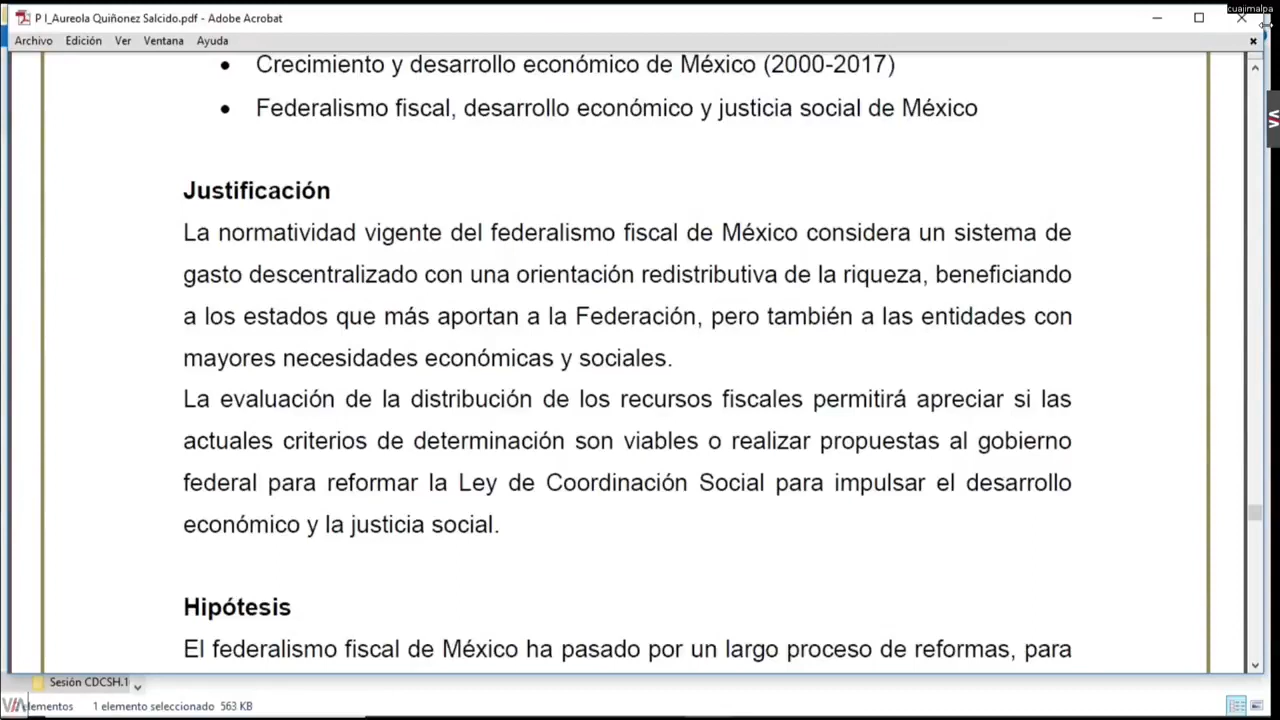 cuajimalpa
P I_Aureola Quiñonez Salcido.pdf - Adobe Acrobat
Archivo Edición Ver Ventana Ayuda
• Crecimiento y desarrollo económico de México (2000-2017)
• Federalismo fiscal, desarrollo económico y justicia social de México
Justificación
La normatividad vigente del federalismo fiscal de México considera un sistema de
gasto descentralizado con una orientación redistributiva de la riqueza, beneficiando
a los estados que más aportan a la Federación, pero también a las entidades con
mayores necesidades económicas y sociales.
La evaluación de la distribución de los recursos fiscales permitirá apreciar si las
actuales criterios de determinación son viables o realizar propuestas al gobierno
federal para reformar la Ley de Coordinación Social para impulsar el desarrollo
económico y la justicia social.
Hipótesis
El federalismo fiscal de México ha pasado por un largo proceso de reformas, para
Sesión CDCSH.1
elementos 1 elemento seleccionado 563 KB